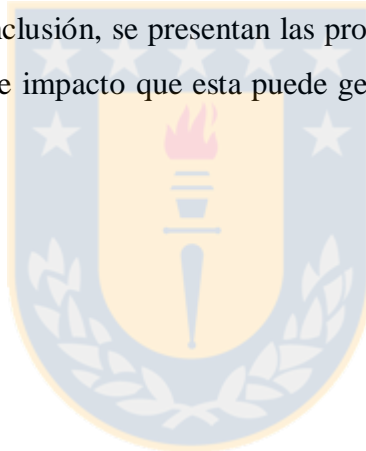 nclusión, se presentan las pro
e impacto que esta puede ge